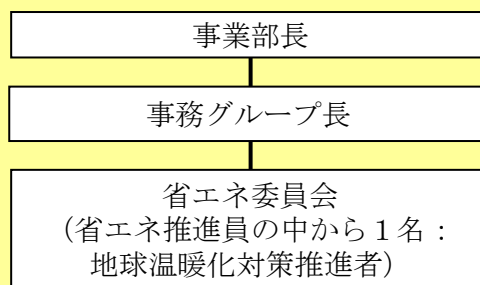 事業部長
事務グループ長
省エネ委員会
（省エネ推進員の中から１名：
地球温暖化対策推進者）